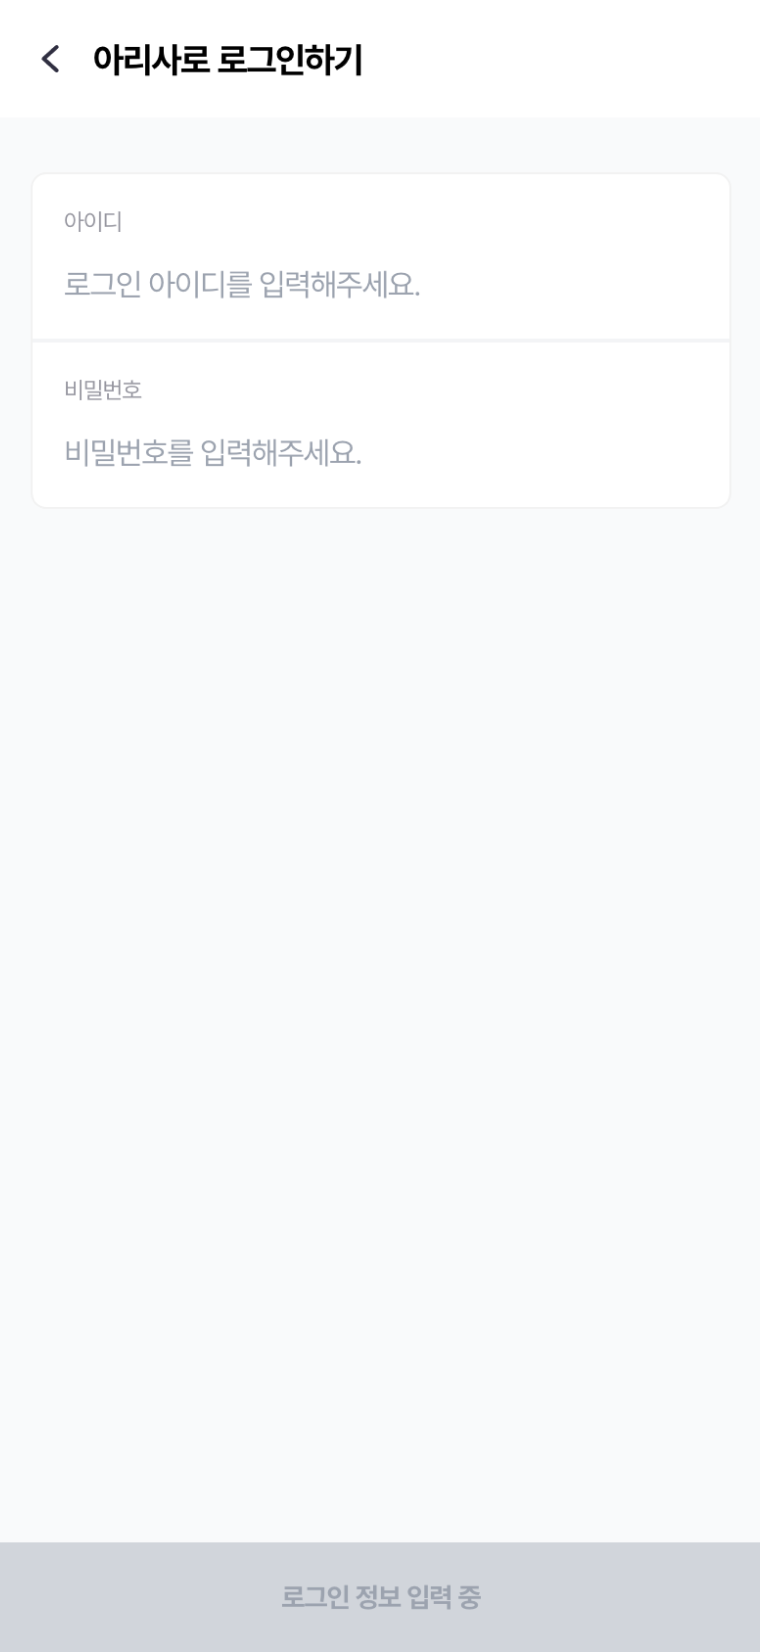 아리사로 로그인하기
아이디
로그인 아이디를 입력해주세요.
비밀번호
비밀번호를 입력해주세요.
로그인 정보 입력 중